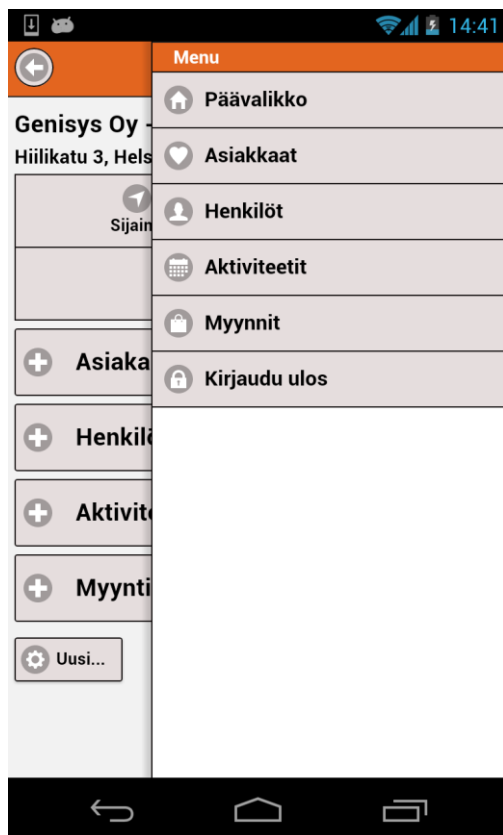 14:41
Menu
Genisys Oy -
Hiilikatu 3, Hels
Sijain
Asiaka
Henkilö
Aktivite
Myynti
Uusi...
Päävalikko
Asiakkaat
Henkilöt
Aktiviteetit
Myynnit
Kirjaudu ulos